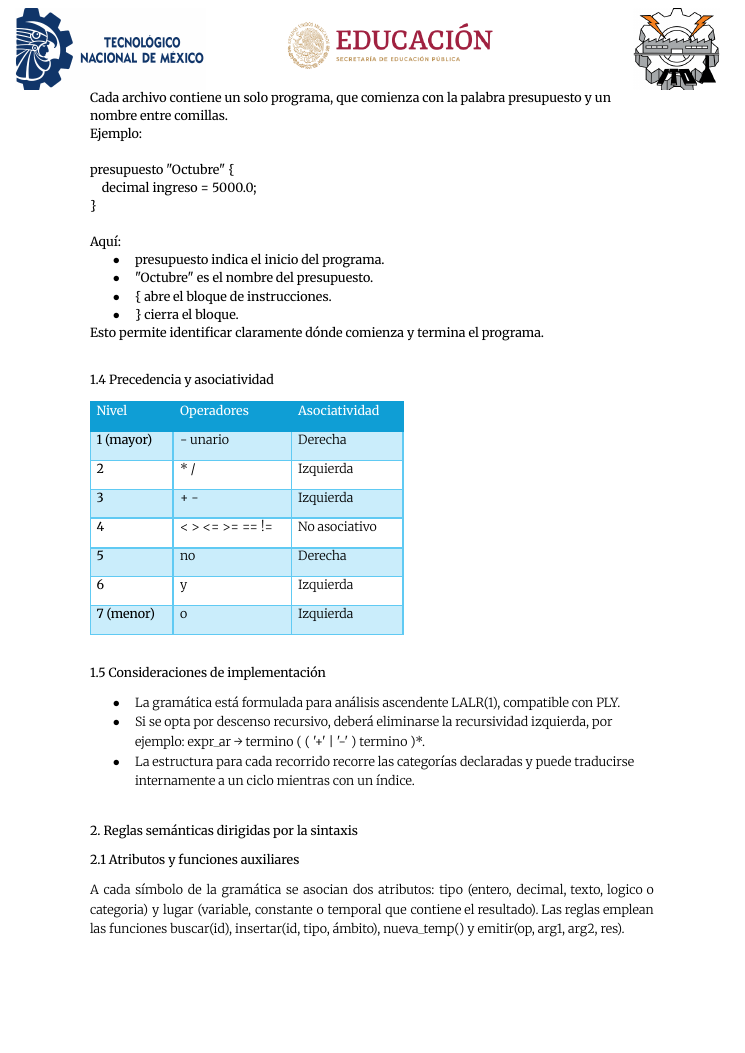 TECNOLÓGICO
NACIONAL DE MÉXICO
EDUCACIÓN
SECRETARÍA DE EDUCACIÓN PÚBLICA
ITO
Cada archivo contiene un solo programa, que comienza con la palabra presupuesto y un
nombre entre comillas.
Ejemplo:
presupuesto "Octubre" {
decimal ingreso = 5000.0;
}
Aquí:
● presupuesto indica el inicio del programa.
● "Octubre" es el nombre del presupuesto.
● { abre el bloque de instrucciones.
● } cierra el bloque.
Esto permite identificar claramente dónde comienza y termina el programa.
1.4 Precedencia y asociatividad
Nivel Operadores Asociatividad
1 (mayor) - unario Derecha
2 * / Izquierda
3 + - Izquierda
4 < > <= >= == != No asociativo
5 no Derecha
6 y Izquierda
7 (menor) o Izquierda
1.5 Consideraciones de implementación
● La gramática está formulada para análisis ascendente LALR(1), compatible con PLY.
● Si se opta por descenso recursivo, deberá eliminarse la recursividad izquierda, por
ejemplo: expr_ar → termino ( ( '+' | '-' ) termino )*.
● La estructura para cada recorrido recorre las categorías declaradas y puede traducirse
internamente a un ciclo mientras con un índice.
2. Reglas semánticas dirigidas por la sintaxis
2.1 Atributos y funciones auxiliares
A cada símbolo de la gramática se asocian dos atributos: tipo (entero, decimal, texto, logico o
categoria) y lugar (variable, constante o temporal que contiene el resultado). Las reglas emplean
las funciones buscar(id), insertar(id, tipo, ámbito), nueva_temp() y emitir(op, arg1, arg2, res).